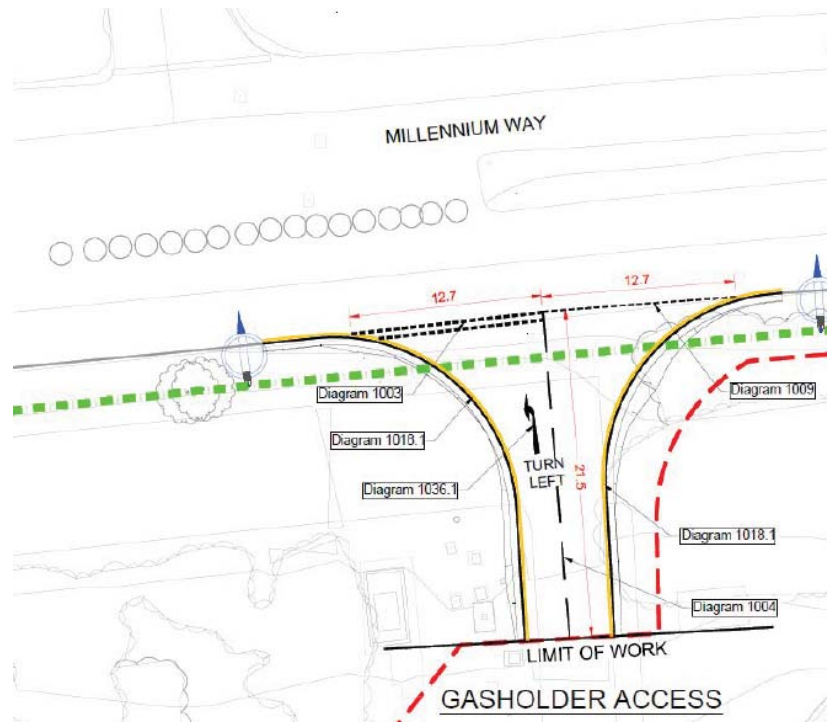 MILLENNIUM WAY
12.7
12.7
Diagram 1003
Diagram 1009
Diagram 1018.1
TURN
LEFT
21.5
Diagram 1036.1
Diagram 1018.1
Diagram 1004
LIMIT OF WORK
GASHOLDER ACCESS